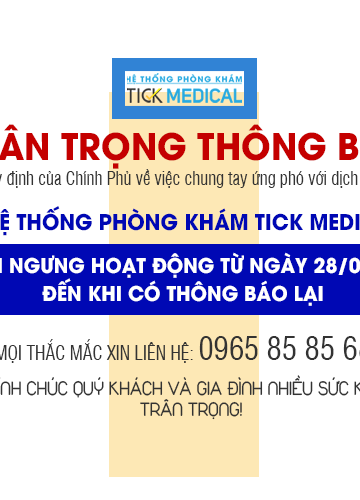 HỆ THỐNG PHÒNG KHÁM
TICK MEDICAL
ÂN TRỌNG THÔNG B
định của Chính Phủ về việc chung tay ứng phó với dịch
Ệ THỐNG PHÒNG KHÁM TICK MEDI
NGƯNG HOẠT ĐỘNG TỪ NGÀY 28/0
ĐẾN KHI CÓ THÔNG BÁO LẠI
MỌI THẮC MẮC XIN LIÊN HỆ: 0965 85 85 6
NH CHÚC QUÝ KHÁCH VÀ GIA ĐÌNH NHIỀU SỨC K
TRÂN TRỌNG!